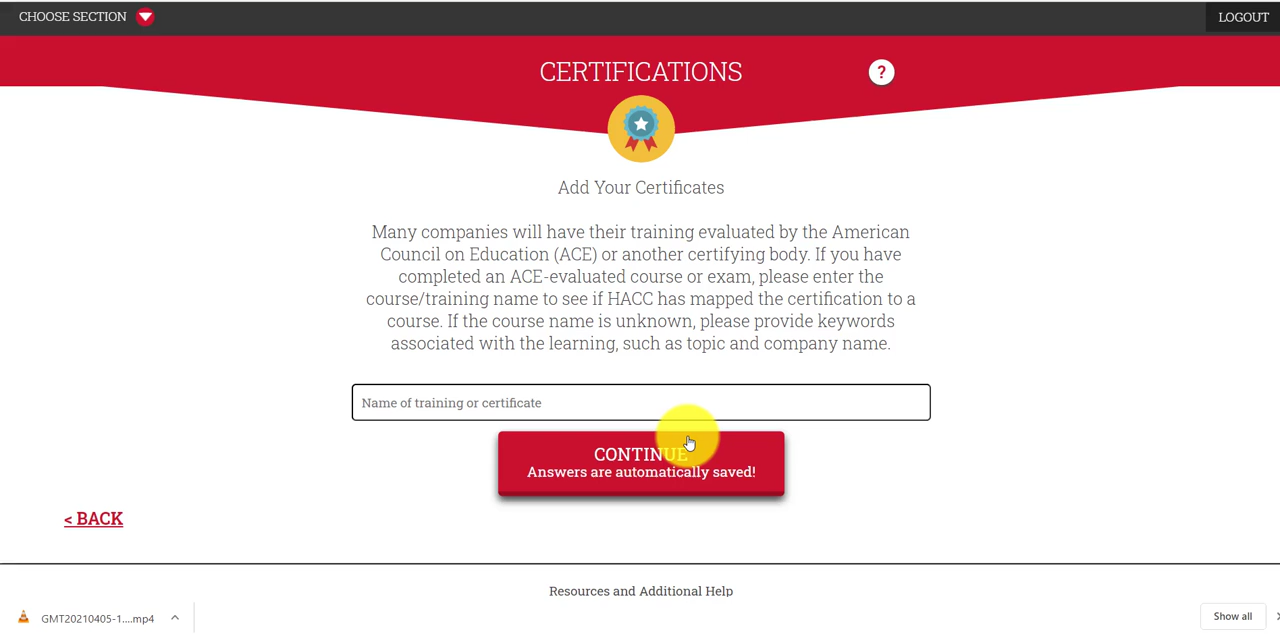 CHOOSE SECTION
LOGOUT
CERTIFICATIONS
?
Add Your Certificates
Many companies will have their training evaluated by the American
Council on Education (ACE) or another certifying body. If you have
completed an ACE-evaluated course or exam, please enter the
course/training name to see if HACC has mapped the certification to a
course. If the course name is unknown, please provide keywords
associated with the learning, such as topic and company name.
Name of training or certificate
CONTINUE
Answers are automatically saved!
< BACK
Resources and Additional Help
GMT20210405-1....mp4
Show all